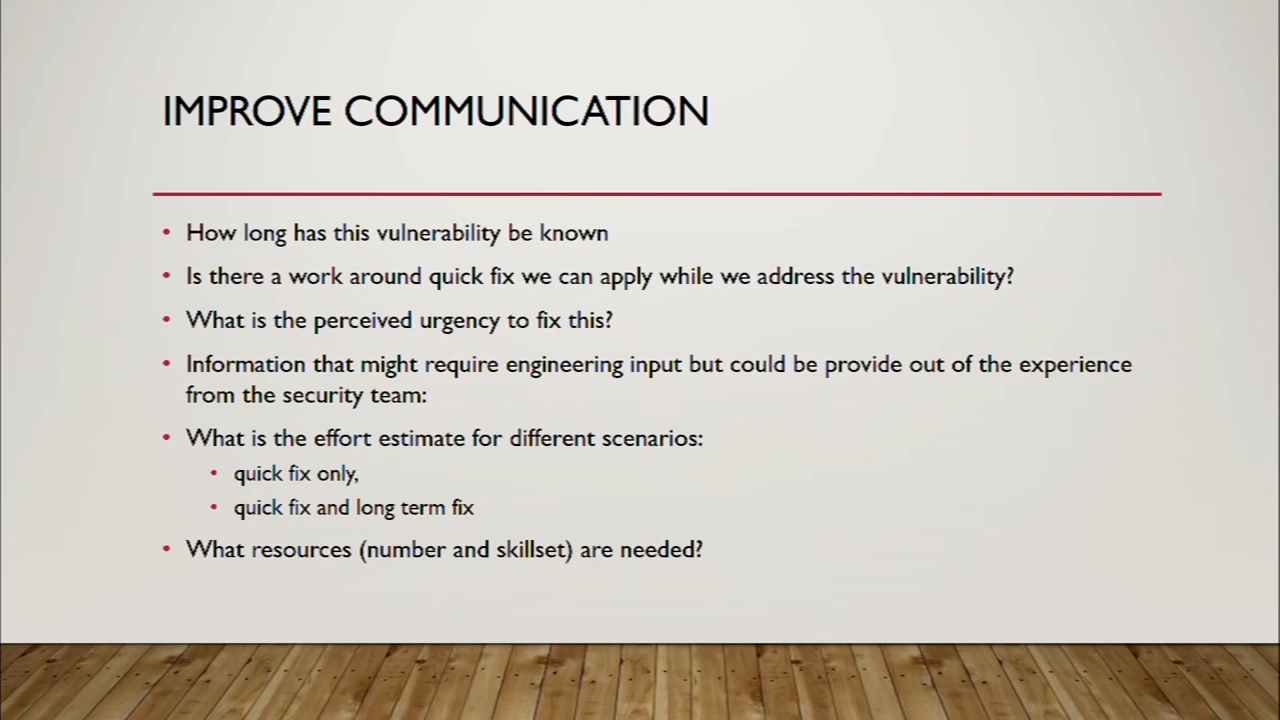 IMPROVE COMMUNICATION
• How long has this vulnerability be known
• Is there a work around quick fix we can apply while we address the vulnerability?
• What is the perceived urgency to fix this?
• Information that might require engineering input but could be provide out of the experience
from the security team:
• What is the effort estimate for different scenarios:
• quick fix only,
• quick fix and long term fix
• What resources (number and skillset) are needed?